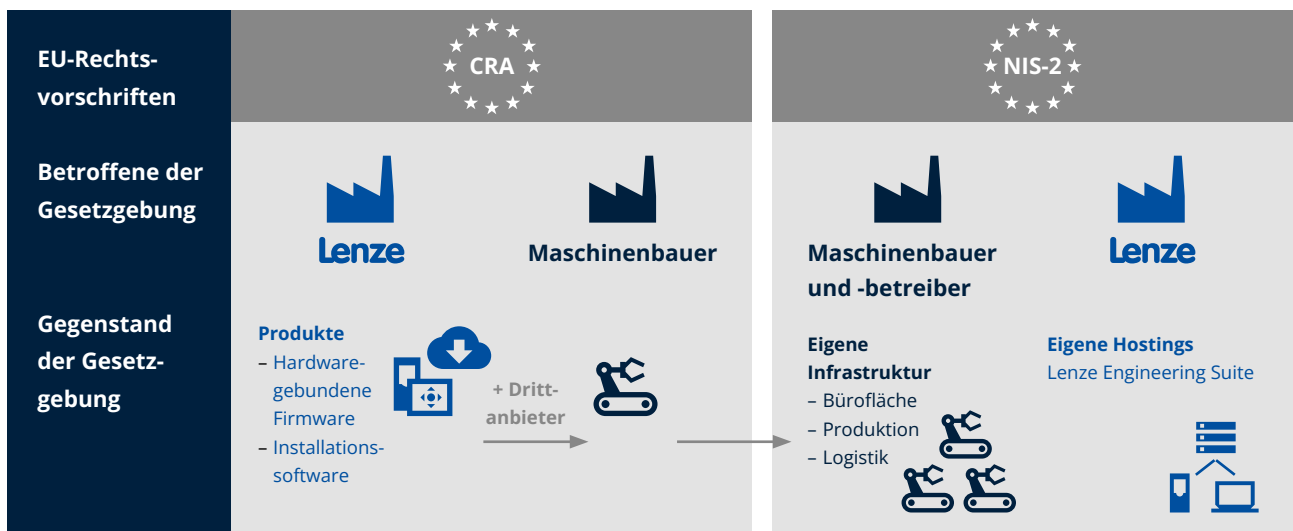 EU-Rechts-
vorschriften
CRA
NIS-2
Betroffene der
Gesetzgebung
Lenze
Maschinenbauer
Maschinenbauer
und -betreiber
Lenze
Gegenstand
der Gesetz-
gebung
Produkte
– Hardware-
gebundene
Firmware
– Installations-
software
+ Dritt-
anbieter
Eigene
Infrastruktur
– Bürofläche
– Produktion
– Logistik
Eigene Hostings
Lenze Engineering Suite